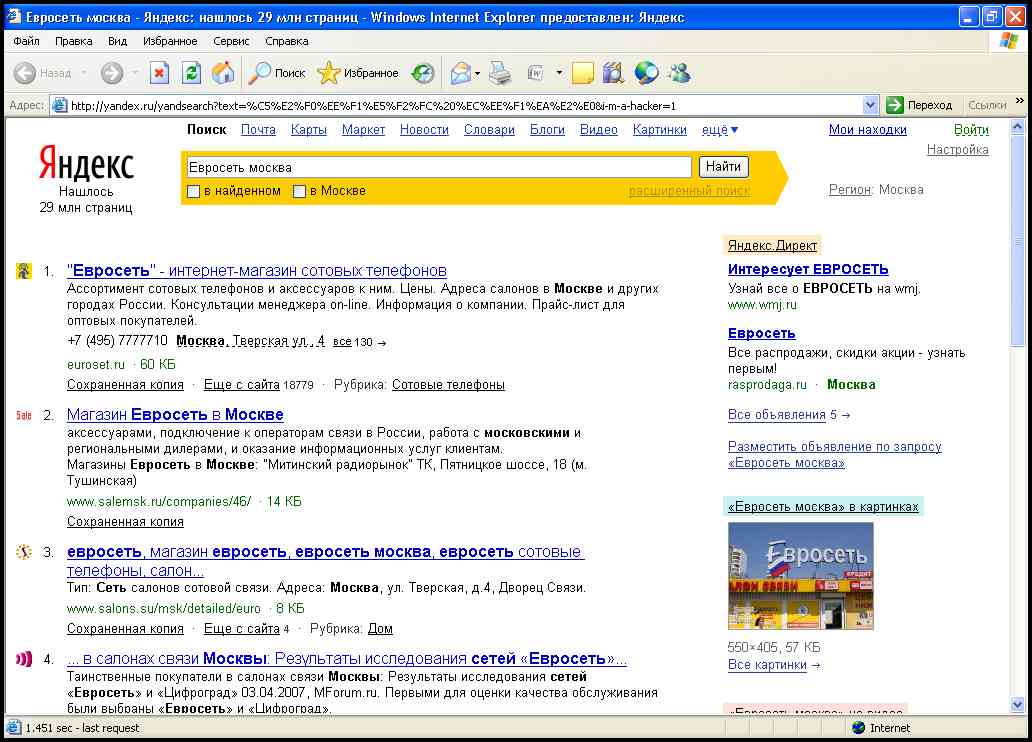 Евросеть москва - Яндекс: нашлось 29 млн страниц - Windows Internet Explorer предоставлен: Яндекс
Файл Правка Вид Избранное Сервис Справка
Назад Поиск Избранное
Адрес: http://yandex.ru/yandsearch?text=%C5%E2%F0%EE%F1%E5%F2%FC%20%EC%EE%F1%EA%E2%E0&i-m-a-hacker=1 Переход Ссылки »
Поиск Почта Карты Маркет Новости Словари Блоги Видео Картинки ещё ▼ Мои находки Войти
Настройка
Яндекс
Нашлось
29 млн страниц
Евросеть москва Найти
в найденном в Москве расширенный поиск
Регион: Москва
1. "Евросеть" - интернет-магазин сотовых телефонов
Ассортимент сотовых телефонов и аксессуаров к ним. Цены. Адреса салонов в Москве и других
городах России. Консультации менеджера on-line. Информация о компании. Прайс-лист для
оптовых покупателей.
+7 (495) 7777710 Москва, Тверская ул., 4 все 130 →
euroset.ru · 60 КБ
Сохраненная копия · Еще с сайта 18779 · Рубрика: Сотовые телефоны
Sale 2. Магазин Евросеть в Москве
аксессуарами, подключение к операторам связи в России, работа с московскими и
региональными дилерами, и оказание информационных услуг клиентам.
Магазины Евросеть в Москве: "Митинский радиорынок" ТК, Пятницкое шоссе, 18 (м.
Тушинская)
www.salemsk.ru/companies/46/ · 14 КБ
Сохраненная копия
3. евросеть, магазин евросеть, евросеть москва, евросеть сотовые
телефоны, салон...
Тип: Сеть салонов сотовой связи. Адреса: Москва, ул. Тверская, д.4, Дворец Связи.
www.salons.su/msk/detailed/euro · 8 КБ
Сохраненная копия · Еще с сайта 4 · Рубрика: Дом
4. ... в салонах связи Москвы: Результаты исследования сетей «Евросеть»...
Таинственные покупатели в салонах связи Москвы: Результаты исследования сетей
«Евросеть» и «Цифроград» 03.04.2007, MForum.ru. Первыми для оценки качества обслуживания
были выбраны «Евросеть» и «Цифроград».
Яндекс.Директ
Интересует ЕВРОСЕТЬ
Узнай все о ЕВРОСЕТЬ на wmj.
www.wmj.ru
Евросеть
Все распродажи, скидки акции - узнать
первым!
rasprodaga.ru · Москва
Все объявления 5 →
Разместить объявление по запросу
«Евросеть москва»
«Евросеть москва» в картинках
Евросеть
550×405, 57 КБ
Все картинки →
«Евросеть москва» на видео
1.451 sec - last request Internet